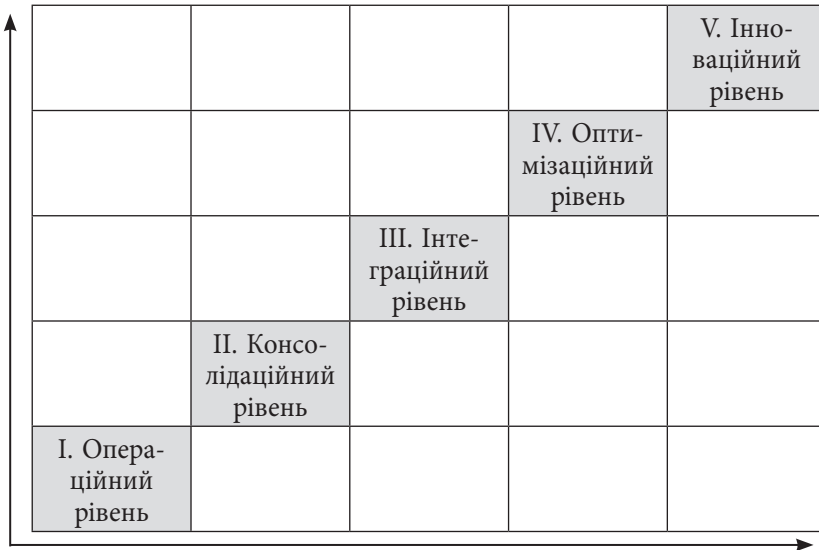 V. Інно-
ваційний
рівень
IV. Опти-
мізаційний
рівень
III. Інте-
граційний
рівень
II. Консо-
лідаційний
рівень
I. Опера-
ційний
рівень